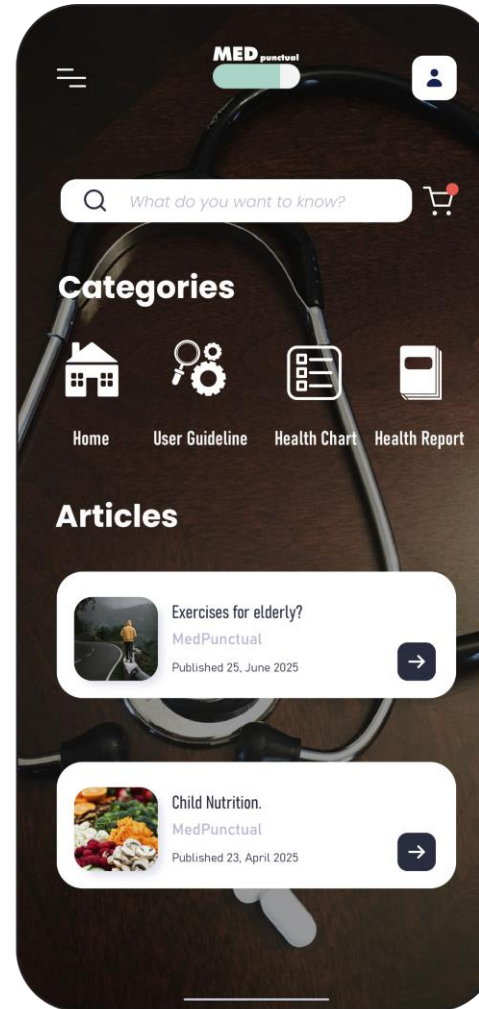 MED punctual
What do you want to know?
Categories
Home
User Guideline
Health Chart
Health Report
Articles
Exercises for elderly?
MedPunctual
Published 25, June 2025
Child Nutrition.
MedPunctual
Published 23, April 2025